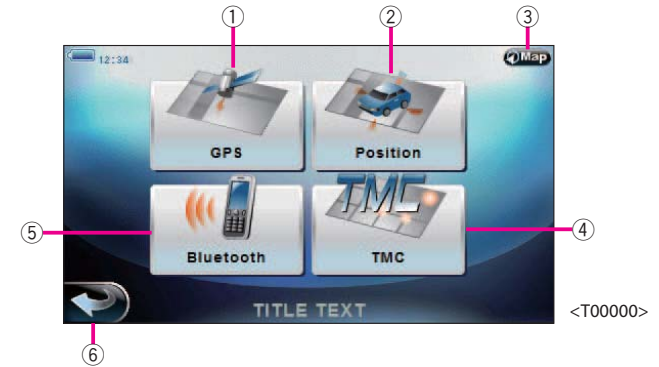 ① ② ③
12:34 Map
GPS Position
TMC
⑤ ④
Bluetooth TMC
TITLE TEXT <T00000>
⑥